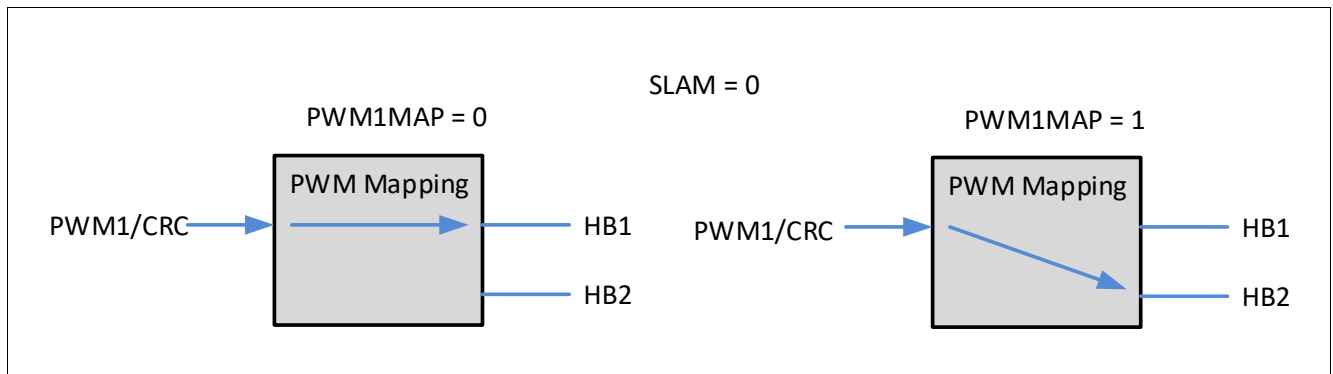 SLAM = 0
PWM1MAP = 0
PWM Mapping
PWM1/CRC
HB1
HB2
PWM1MAP = 1
PWM Mapping
PWM1/CRC
HB1
HB2